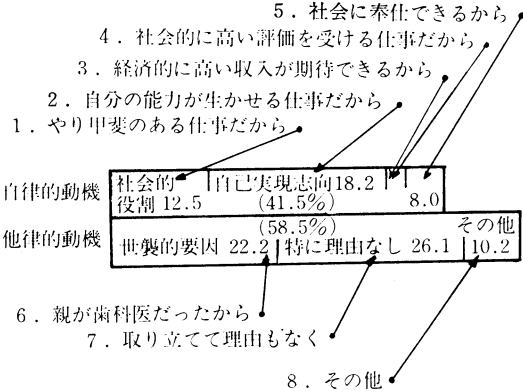 5．社会に奉仕できるから
4．社会的に高い評価を受ける仕事だから
3．経済的に高い収入が期待できるから
2．自分の能力が生かせる仕事だから
1．やり甲斐のある仕事だから
自律的動機
社会的役割 12.5
自己実現志向18.2
(41.5%)
8.0
他律的動機
(58.5%)
世襲的要因 22.2
特に理由なし 26.1
その他
10.2
6．親が歯科医だったから
7．取り立てて理由もなく
8．その他